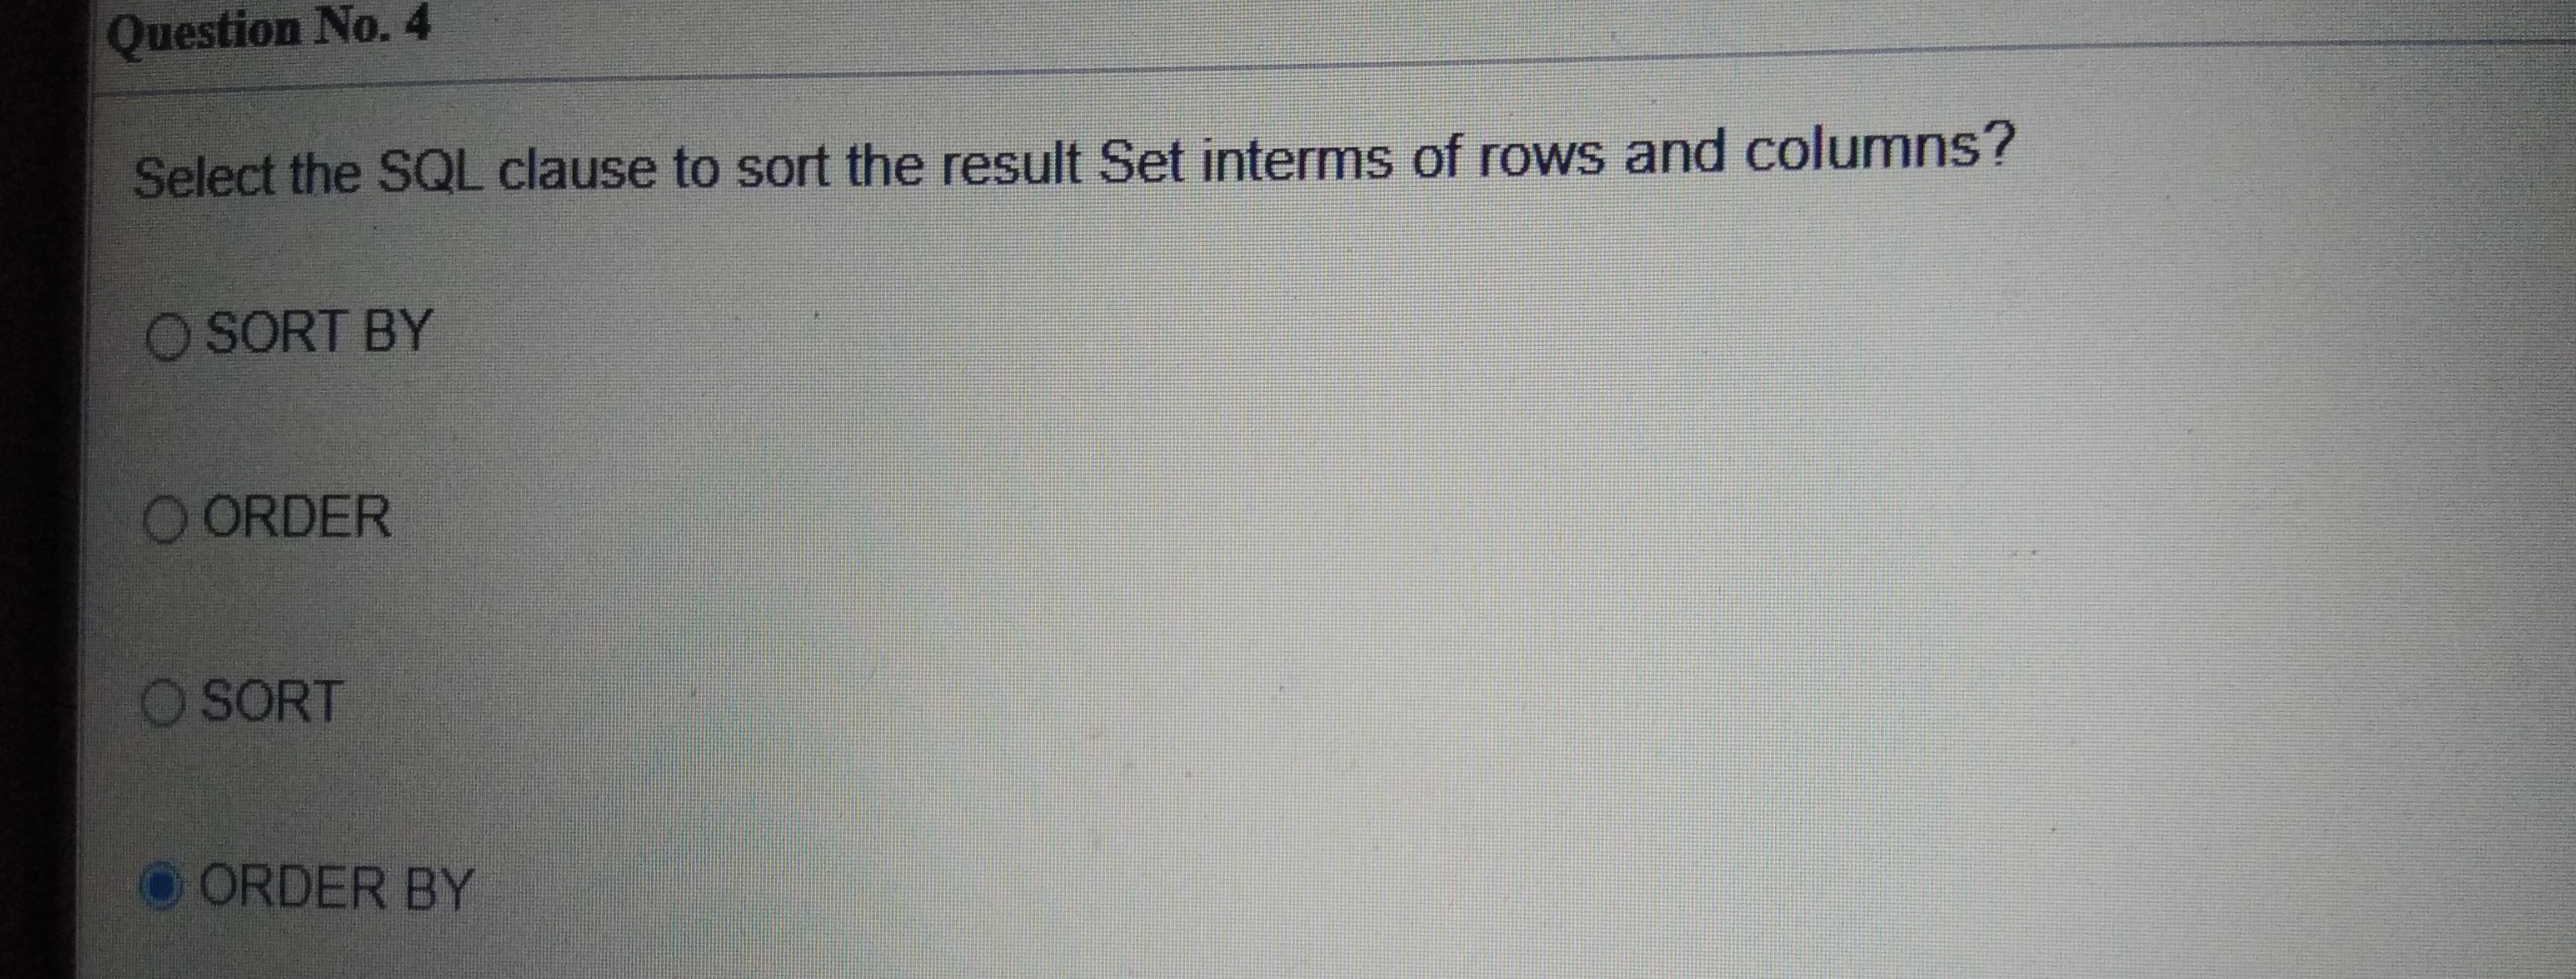 Question No. 4
Select the SQL clause to sort the result Set interms of rows and columns?
SORT BY
ORDER
SORT
ORDER BY